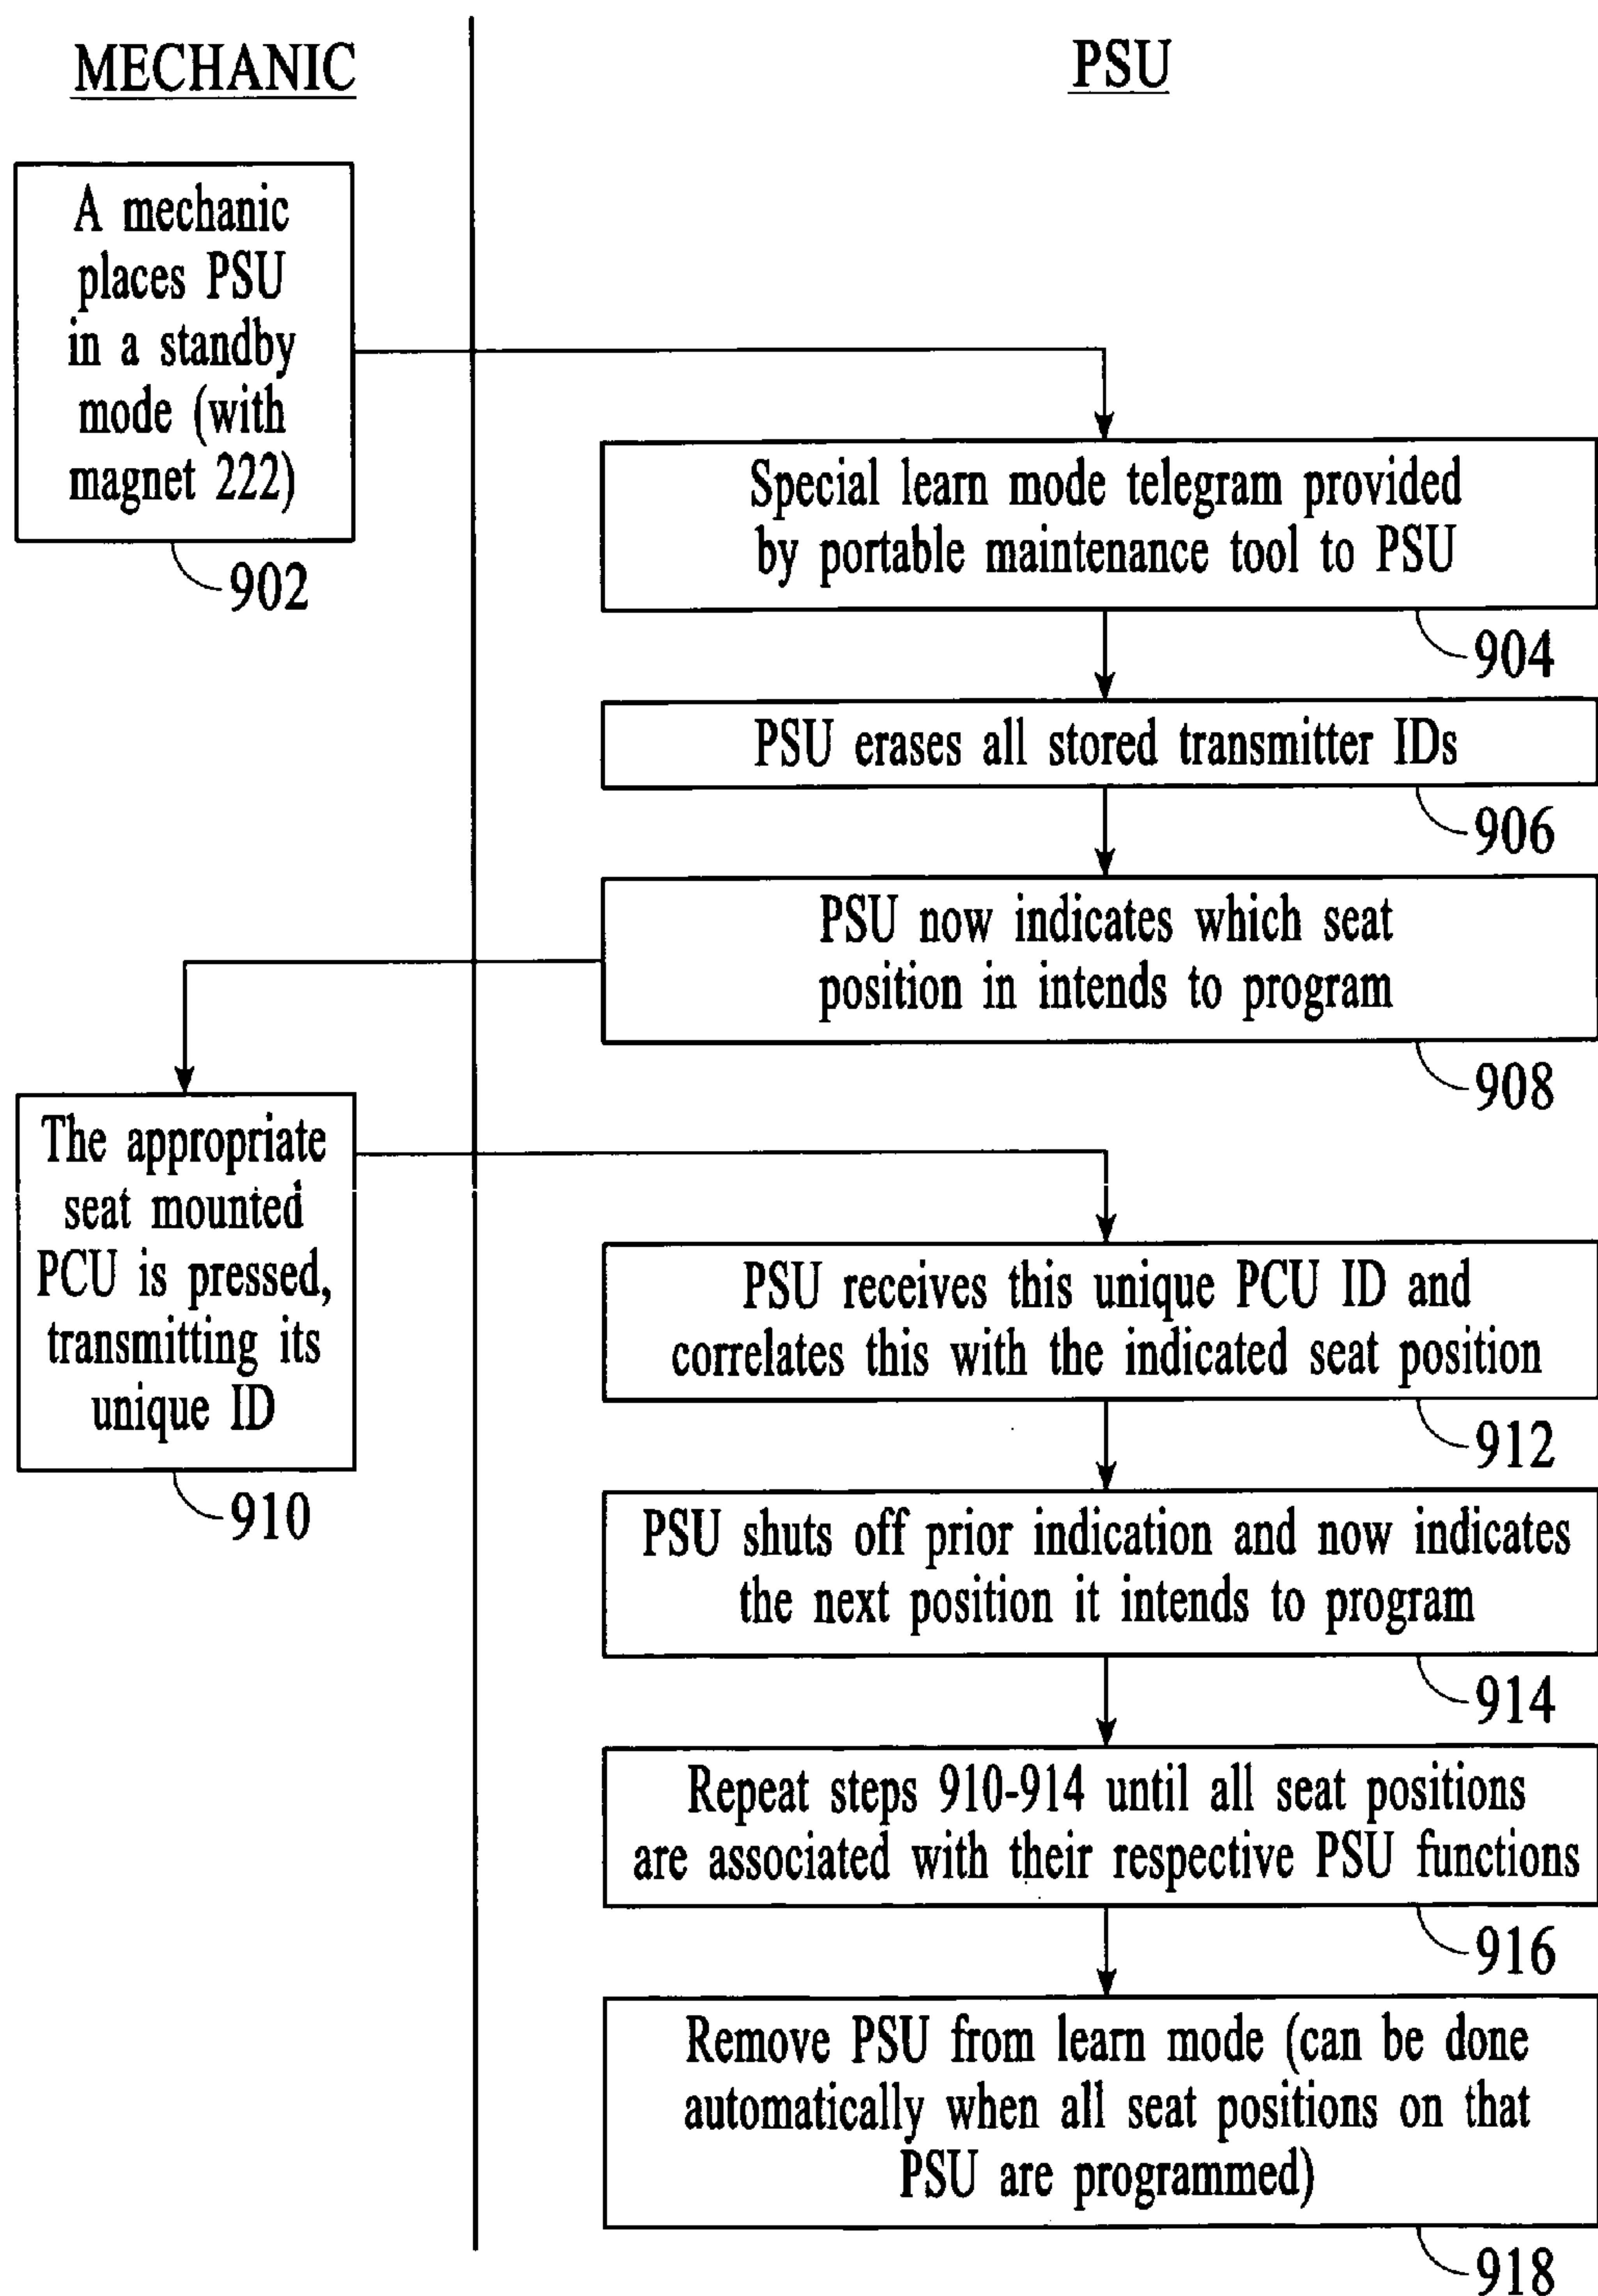 MECHANIC
PSU
A mechanic
places PSU
in a standby
mode (with
magnet 222)
902
Special learn mode telegram provided
by portable maintenance tool to PSU
904
PSU erases all stored transmitter IDs
906
PSU now indicates which seat
position in intends to program
908
The appropriate
seat mounted
PCU is pressed,
transmitting its
unique ID
910
PSU receives this unique PCU ID and
correlates this with the indicated seat position
912
PSU shuts off prior indication and now indicates
the next position it intends to program
914
Repeat steps 910-914 until all seat positions
are associated with their respective PSU functions
916
Remove PSU from learn mode (can be done
automatically when all seat positions on that
PSU are programmed)
918